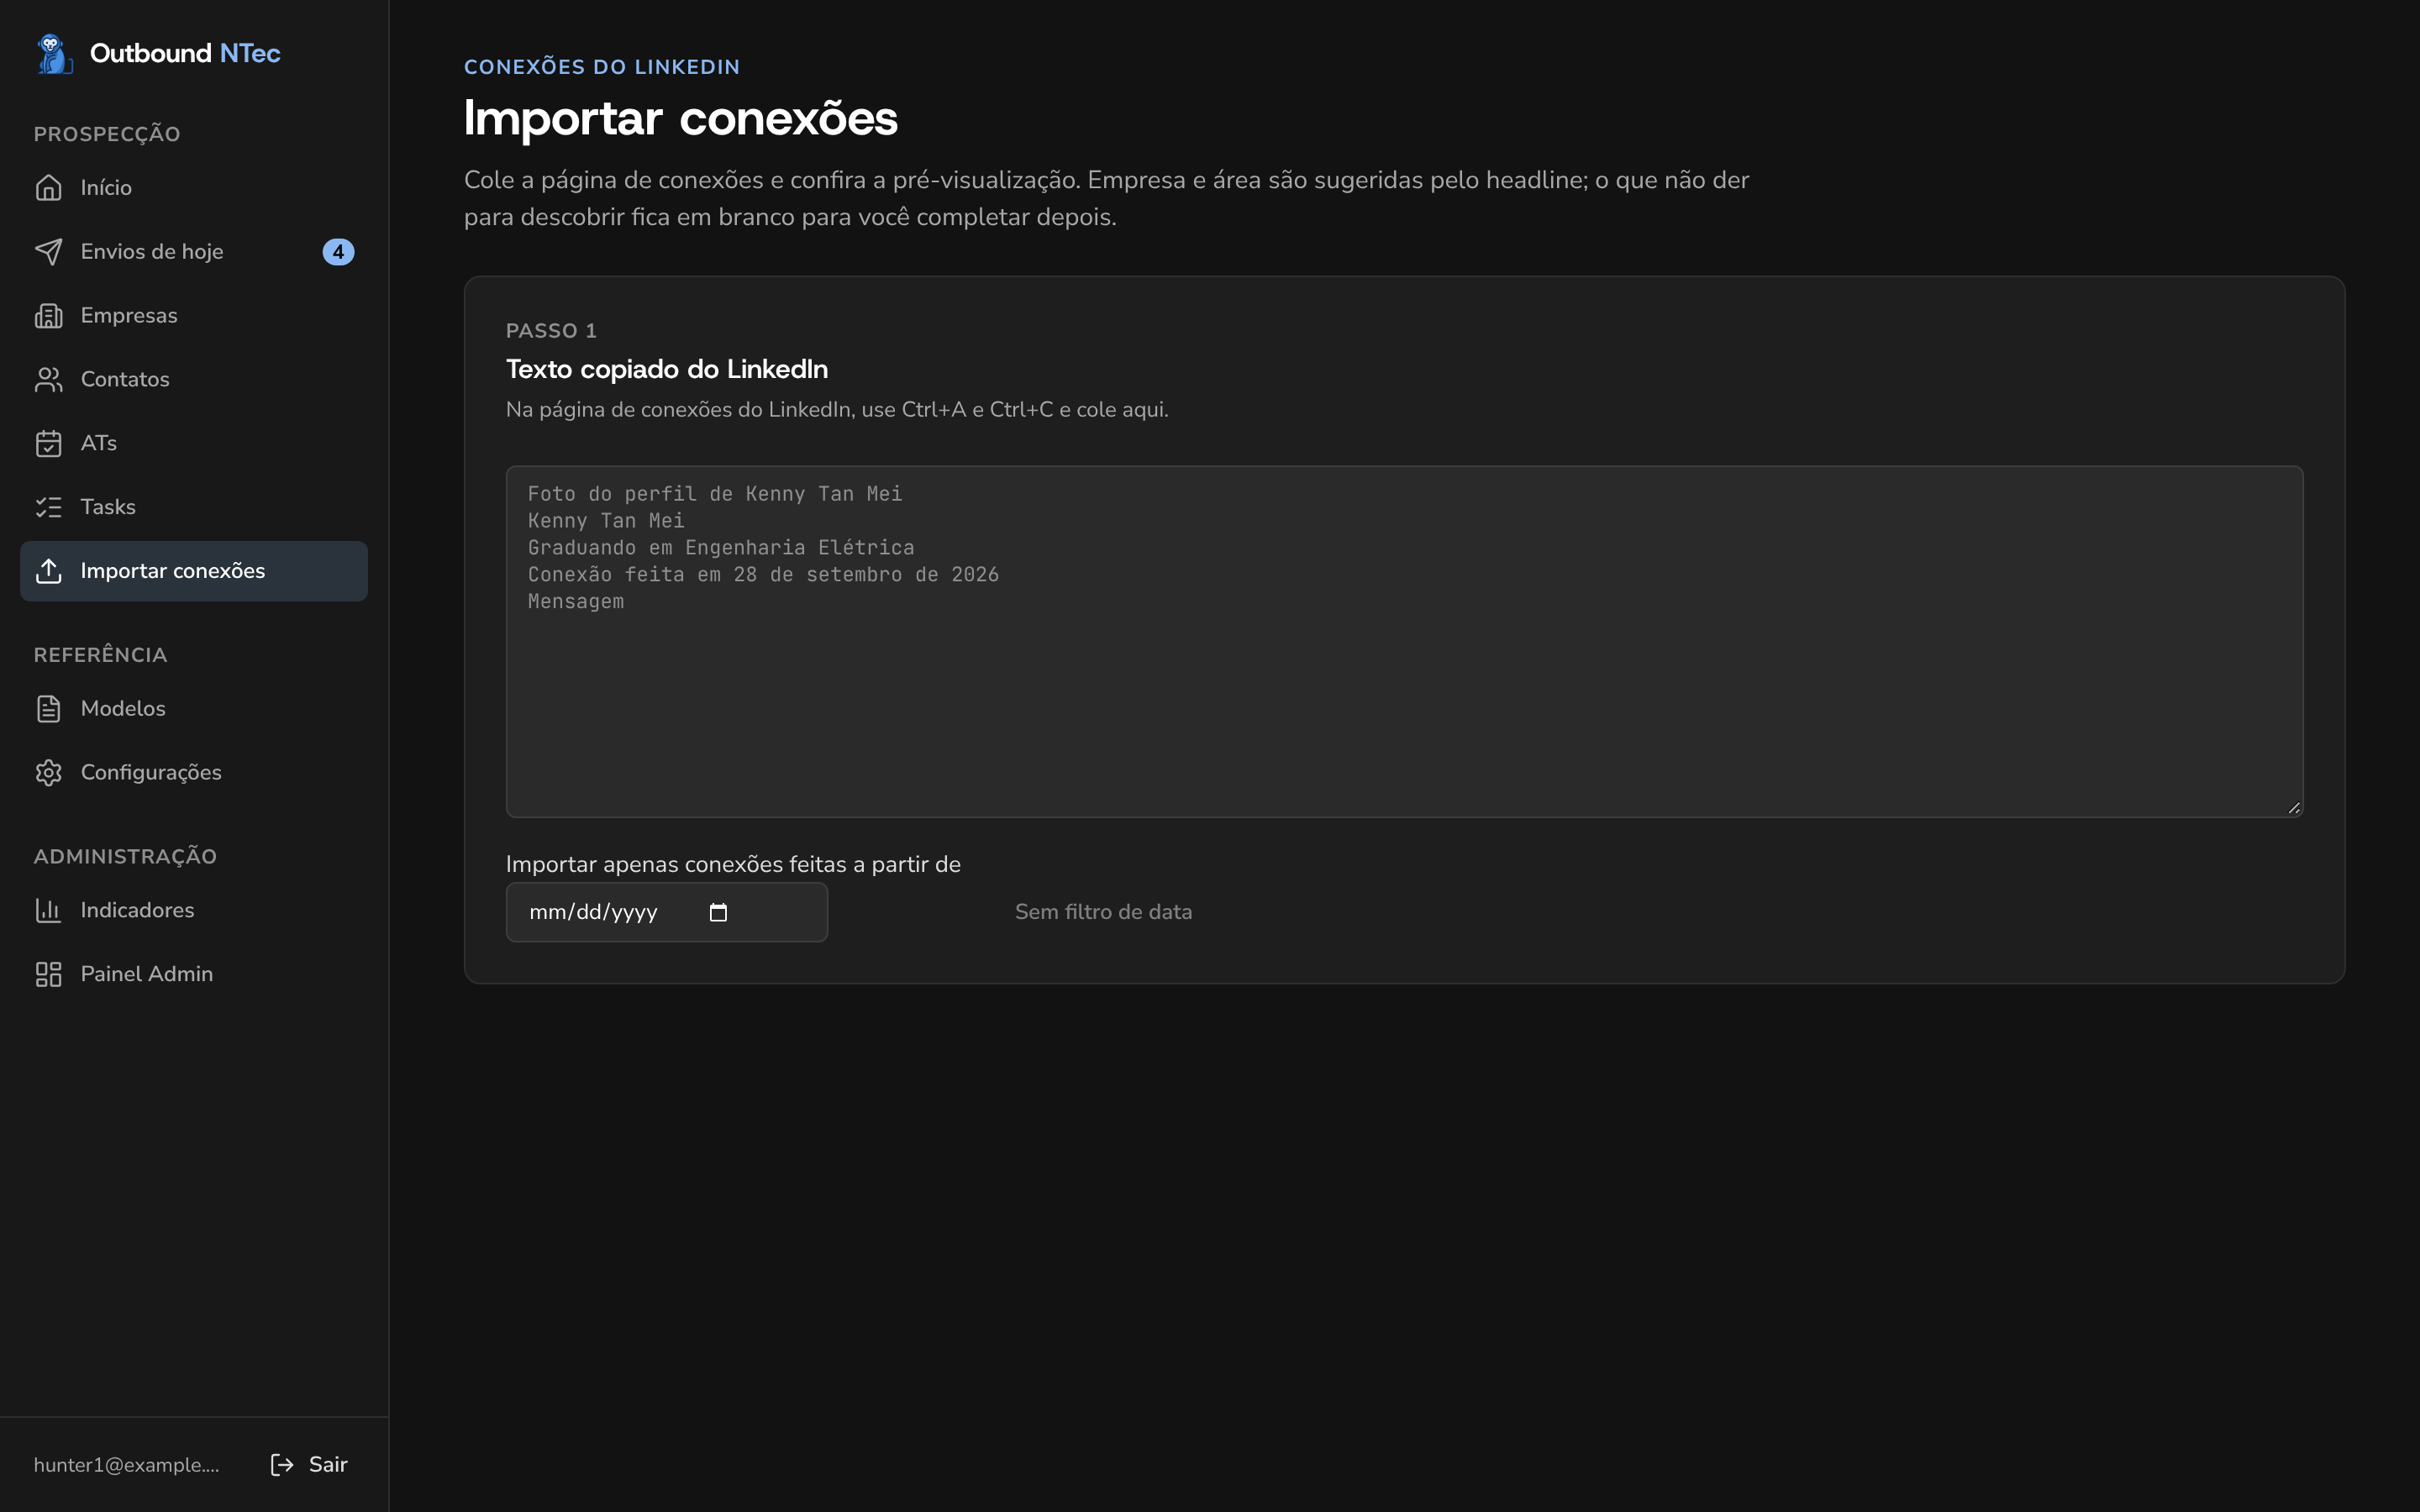 Outbound NTec
PROSPECÇÃO
Início
Envios de hoje 4
Empresas
Contatos
ATs
Tasks
Importar conexões
REFERÊNCIA
Modelos
Configurações
ADMINISTRAÇÃO
Indicadores
Painel Admin
hunter1@example.... Sair
CONEXÕES DO LINKEDIN
Importar conexões
Cole a página de conexões e confira a pré-visualização. Empresa e área são sugeridas pelo headline; o que não der
para descobrir fica em branco para você completar depois.
PASSO 1
Texto copiado do LinkedIn
Na página de conexões do LinkedIn, use Ctrl+A e Ctrl+C e cole aqui.
Foto do perfil de Kenny Tan Mei
Kenny Tan Mei
Graduando em Engenharia Elétrica
Conexão feita em 28 de setembro de 2026
Mensagem
Importar apenas conexões feitas a partir de
mm/dd/yyyy Sem filtro de data